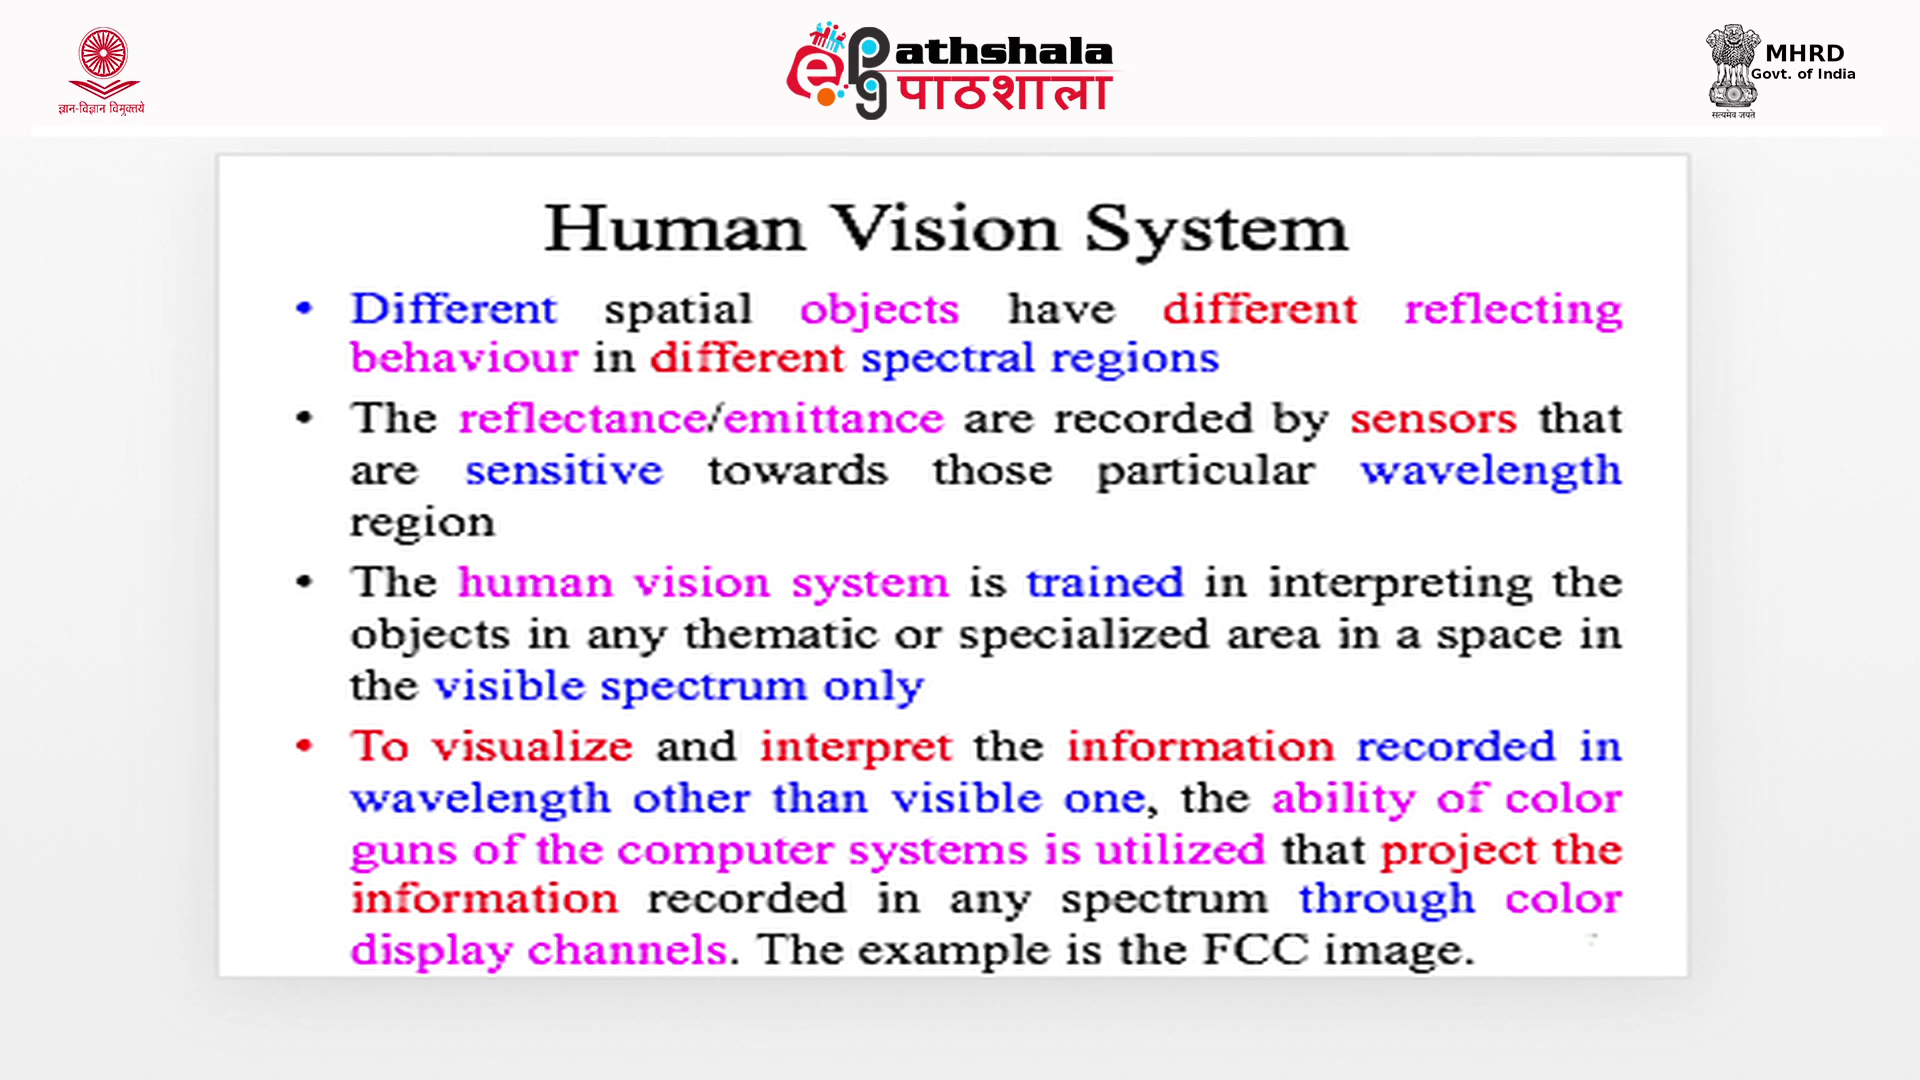 ज्ञान-विज्ञान विमुक्तये
ePathshala
पाठशाला
MHRD
Govt. of India
सत्यमेव जयते
Human Vision System
• Different spatial objects have different reflecting
behaviour in different spectral regions
• The reflectance/emittance are recorded by sensors that
are sensitive towards those particular wavelength
region
• The human vision system is trained in interpreting the
objects in any thematic or specialized area in a space in
the visible spectrum only
• To visualize and interpret the information recorded in
wavelength other than visible one, the ability of color
guns of the computer systems is utilized that project the
information recorded in any spectrum through color
display channels. The example is the FCC image.